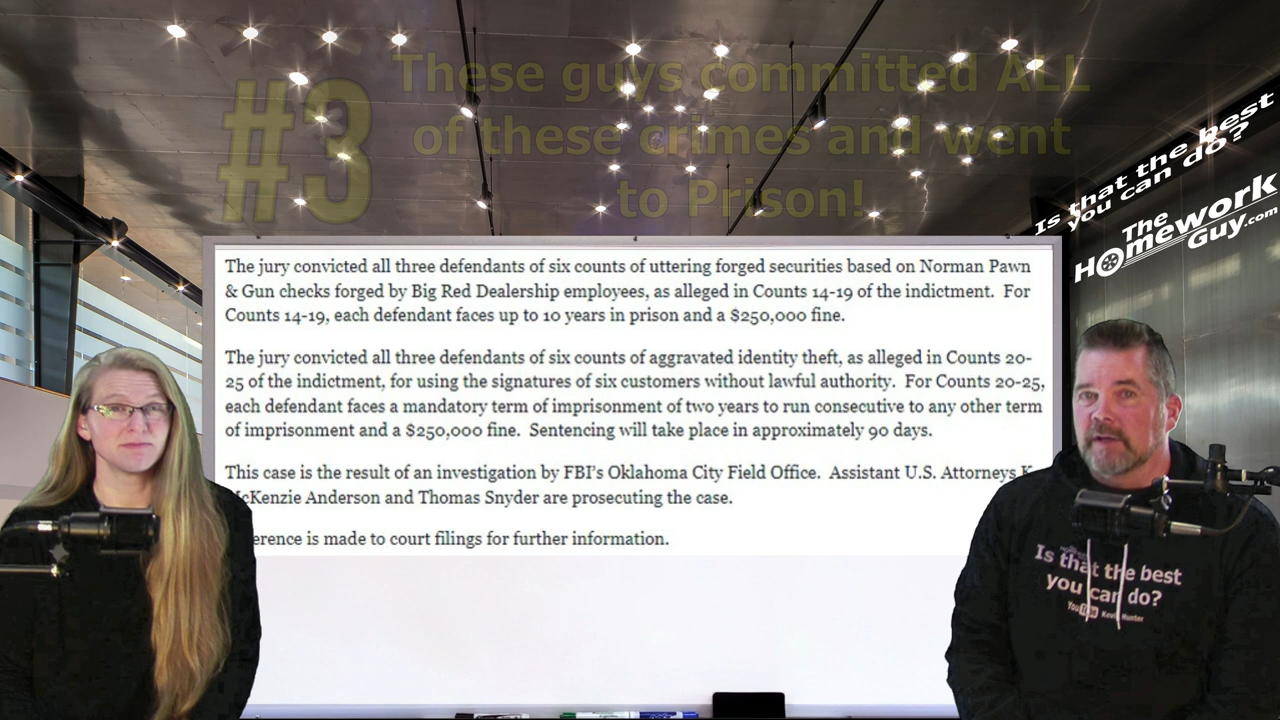 #3
These guys committed ALL
of these crimes and went
to Prison!
Is that the best
you can do?
The
Homework
Guy.com
The jury convicted all three defendants of six counts of uttering forged securities based on Norman Pawn
& Gun checks forged by Big Red Dealership employees, as alleged in Counts 14-19 of the indictment.  For
Counts 14-19, each defendant faces up to 10 years in prison and a $250,000 fine.
The jury convicted all three defendants of six counts of aggravated identity theft, as alleged in Counts 20-
25 of the indictment, for using the signatures of six customers without lawful authority.  For Counts 20-25,
each defendant faces a mandatory term of imprisonment of two years to run consecutive to any other term
of imprisonment and a $250,000 fine.  Sentencing will take place in approximately 90 days.
This case is the result of an investigation by FBI's Oklahoma City Field Office.  Assistant U.S. Attorneys K
McKenzie Anderson and Thomas Snyder are prosecuting the case.
erence is made to court filings for further information.
Is that the best
you can do?
YouTube Kevin Hunter